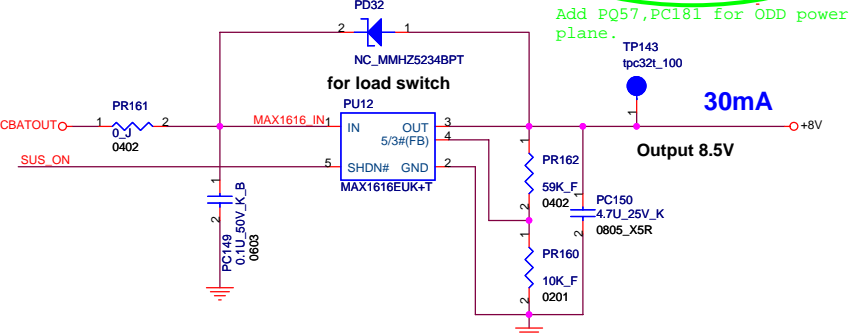 PD32
2
1
NC_MMHZ5234BPT
Add PQ57,PC181 for ODD power
plane.
TP143
tpc32t_100
1
for load switch
30mA
CBATOUT
1
PR161
2
0_J
0402
MAX1616_IN
1
PU12
IN
OUT
3
5/3#(FB)
4
+8V
Output 8.5V
SUS_ON
5
SHDN#
GND
2
MAX1616EUK+T
1
PR162
59K_F
0402
2
1
PC150
4.7U_25V_K
0805_X5R
2
1
PC149
0.1U_50V_K_B
0603
2
1
PR160
10K_F
0201
2